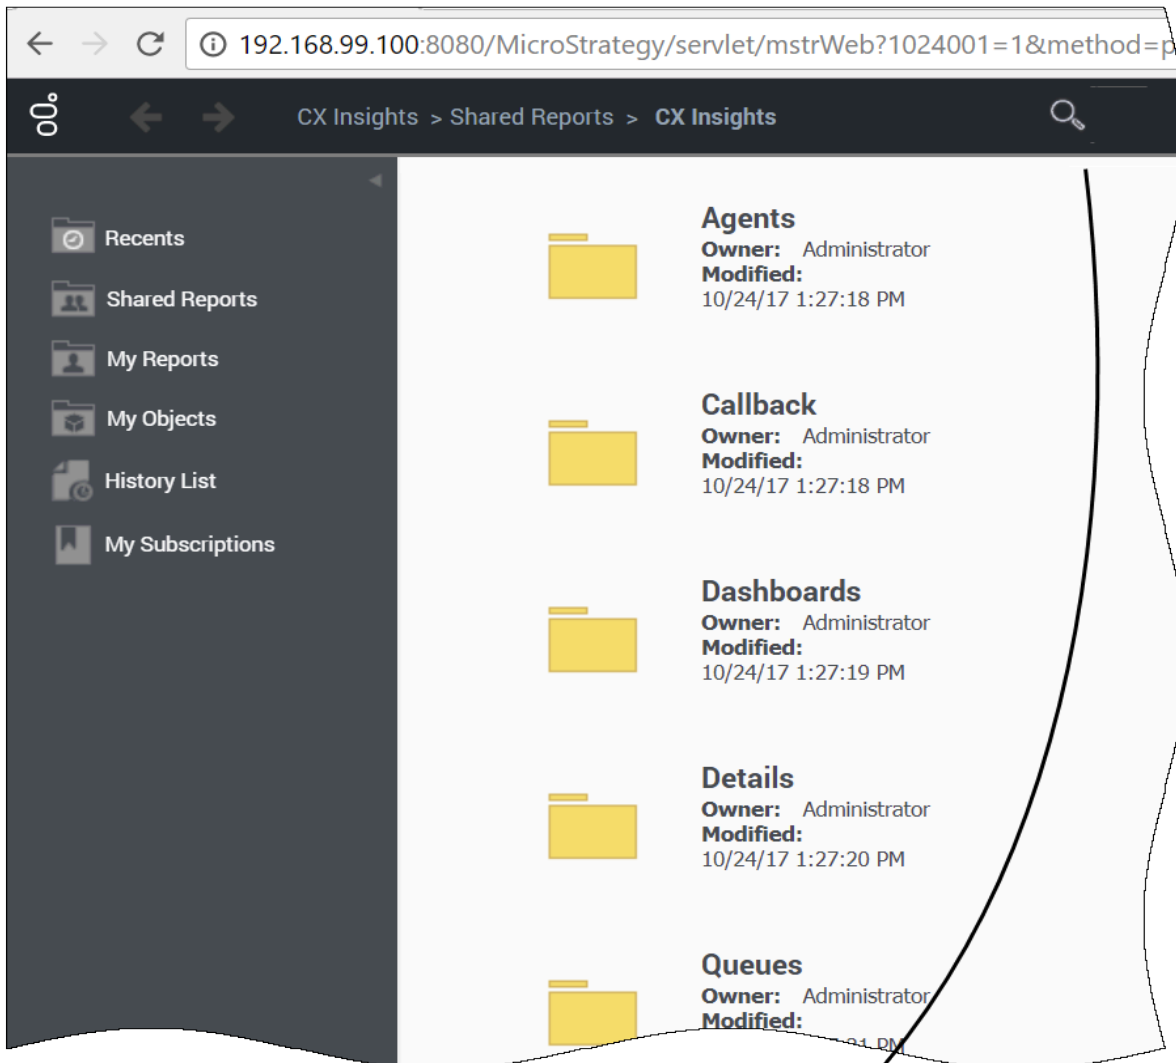 192.168.99.100:8080/MicroStrategy/servlet/mstrWeb?1024001=1&method=p
CX Insights > Shared Reports > CX Insights
Recents
Shared Reports
My Reports
My Objects
History List
My Subscriptions
Agents
Owner: Administrator
Modified:
10/24/17 1:27:18 PM
Callback
Owner: Administrator
Modified:
10/24/17 1:27:18 PM
Dashboards
Owner: Administrator
Modified:
10/24/17 1:27:19 PM
Details
Owner: Administrator
Modified:
10/24/17 1:27:20 PM
Queues
Owner: Administrator
Modified:
PM